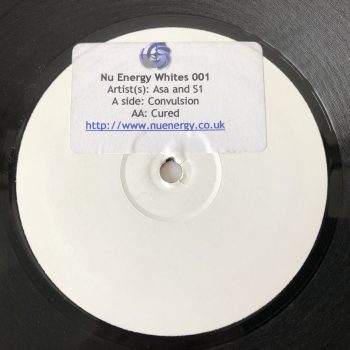 Nu Energy Whites 001
Artist(s): Asa and S1
A side: Convulsion
AA: Cured
http://www.nuenergy.co.uk